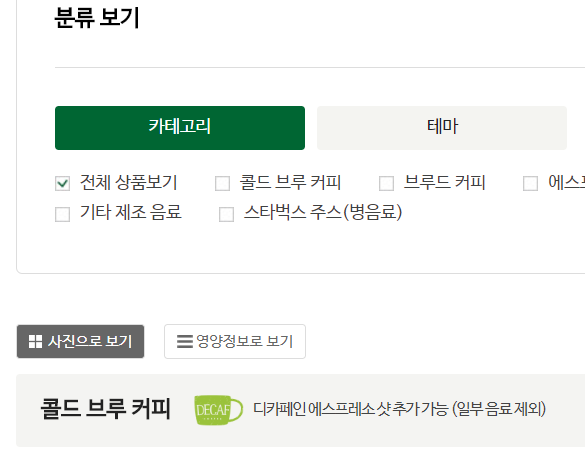 분류 보기
카테고리 테마
전체 상품보기 콜드 브루 커피 브루드 커피
기타 제조 음료 스타벅스 주스(병음료)
사진으로 보기 영양정보로 보기
콜드 브루 커피 DECAF 디카페인 에스프레소 샷 추가 가능 (일부 음료 제외)